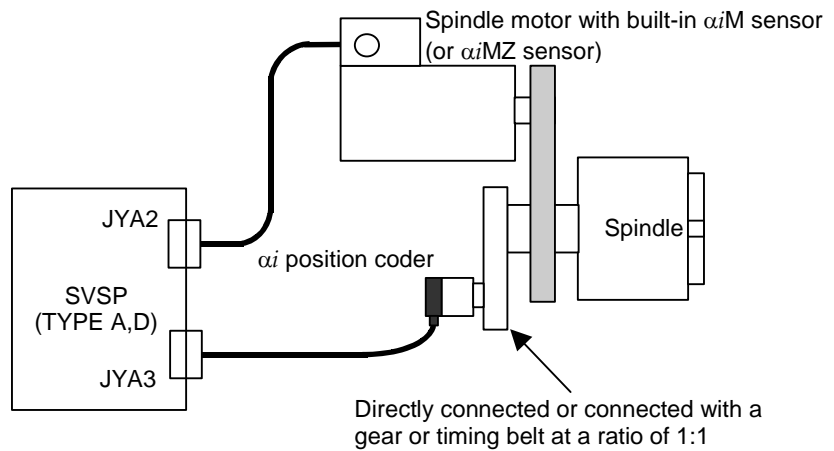 Spindle motor with built-in αiM sensor
(or αiMZ sensor)
JYA2
αi position coder
Spindle
SVSP
(TYPE A,D)
JYA3
Directly connected or connected with a
gear or timing belt at a ratio of 1:1